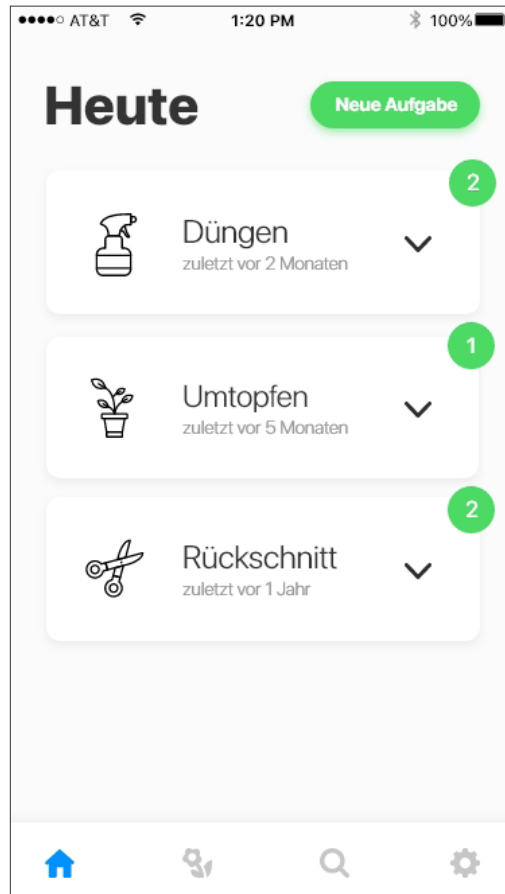 AT&T 1:20 PM 100%
Heute
Neue Aufgabe
2
Düngen
zuletzt vor 2 Monaten
1
Umtopfen
zuletzt vor 5 Monaten
2
Rückschnitt
zuletzt vor 1 Jahr